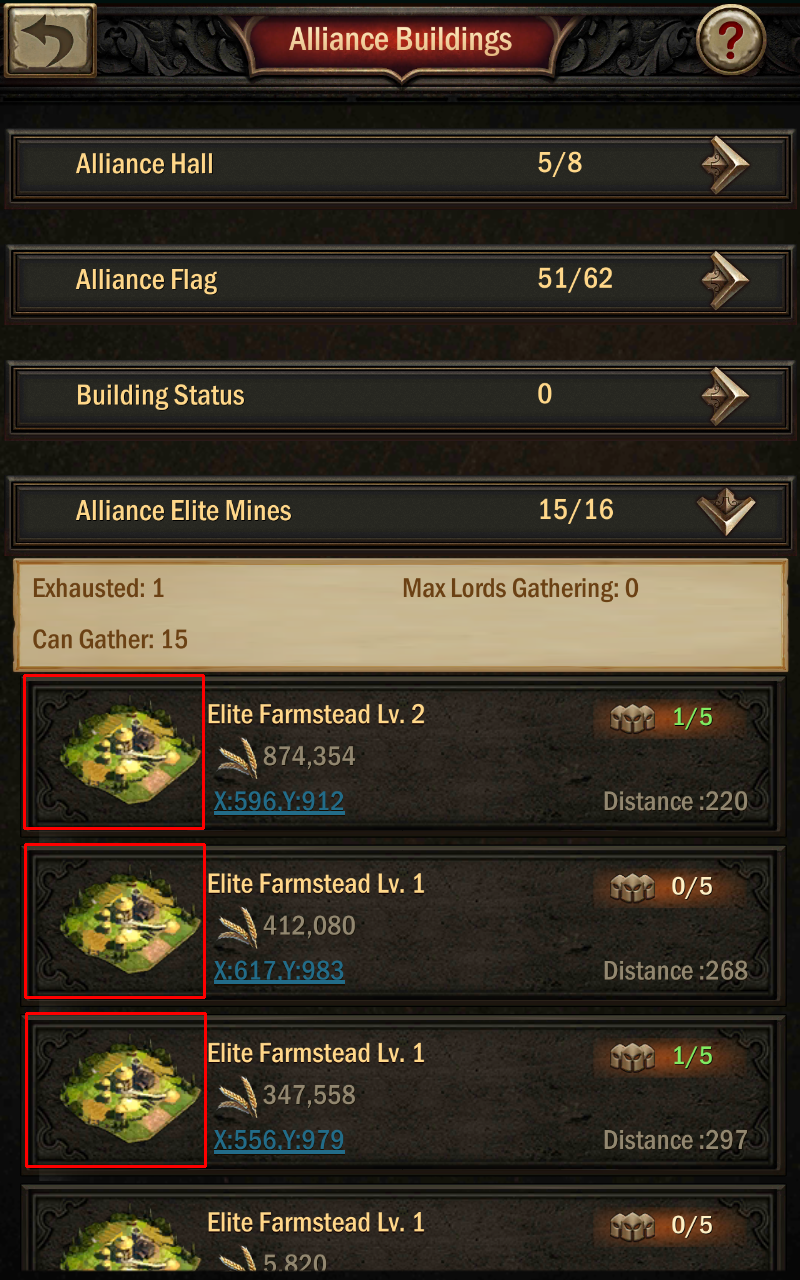 Alliance Buildings
?
Alliance Hall 5/8
Alliance Flag 51/62
Building Status 0
Alliance Elite Mines 15/16
Exhausted: 1 Max Lords Gathering: 0
Can Gather: 15
Elite Farmstead Lv. 2 1/5
874,354
X:596,Y:912 Distance :220
Elite Farmstead Lv. 1 0/5
412,080
X:617,Y:983 Distance :268
Elite Farmstead Lv. 1 1/5
347,558
X:556,Y:979 Distance :297
Elite Farmstead Lv. 1 0/5
5,820